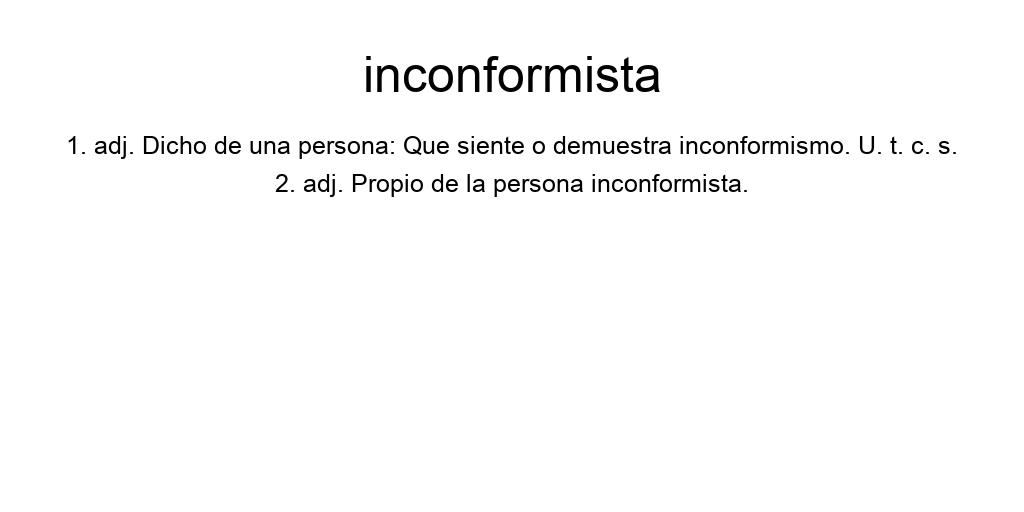 inconformista
1. adj. Dicho de una persona: Que siente o demuestra inconformismo. U. t. c. s.
2. adj. Propio de la persona inconformista.